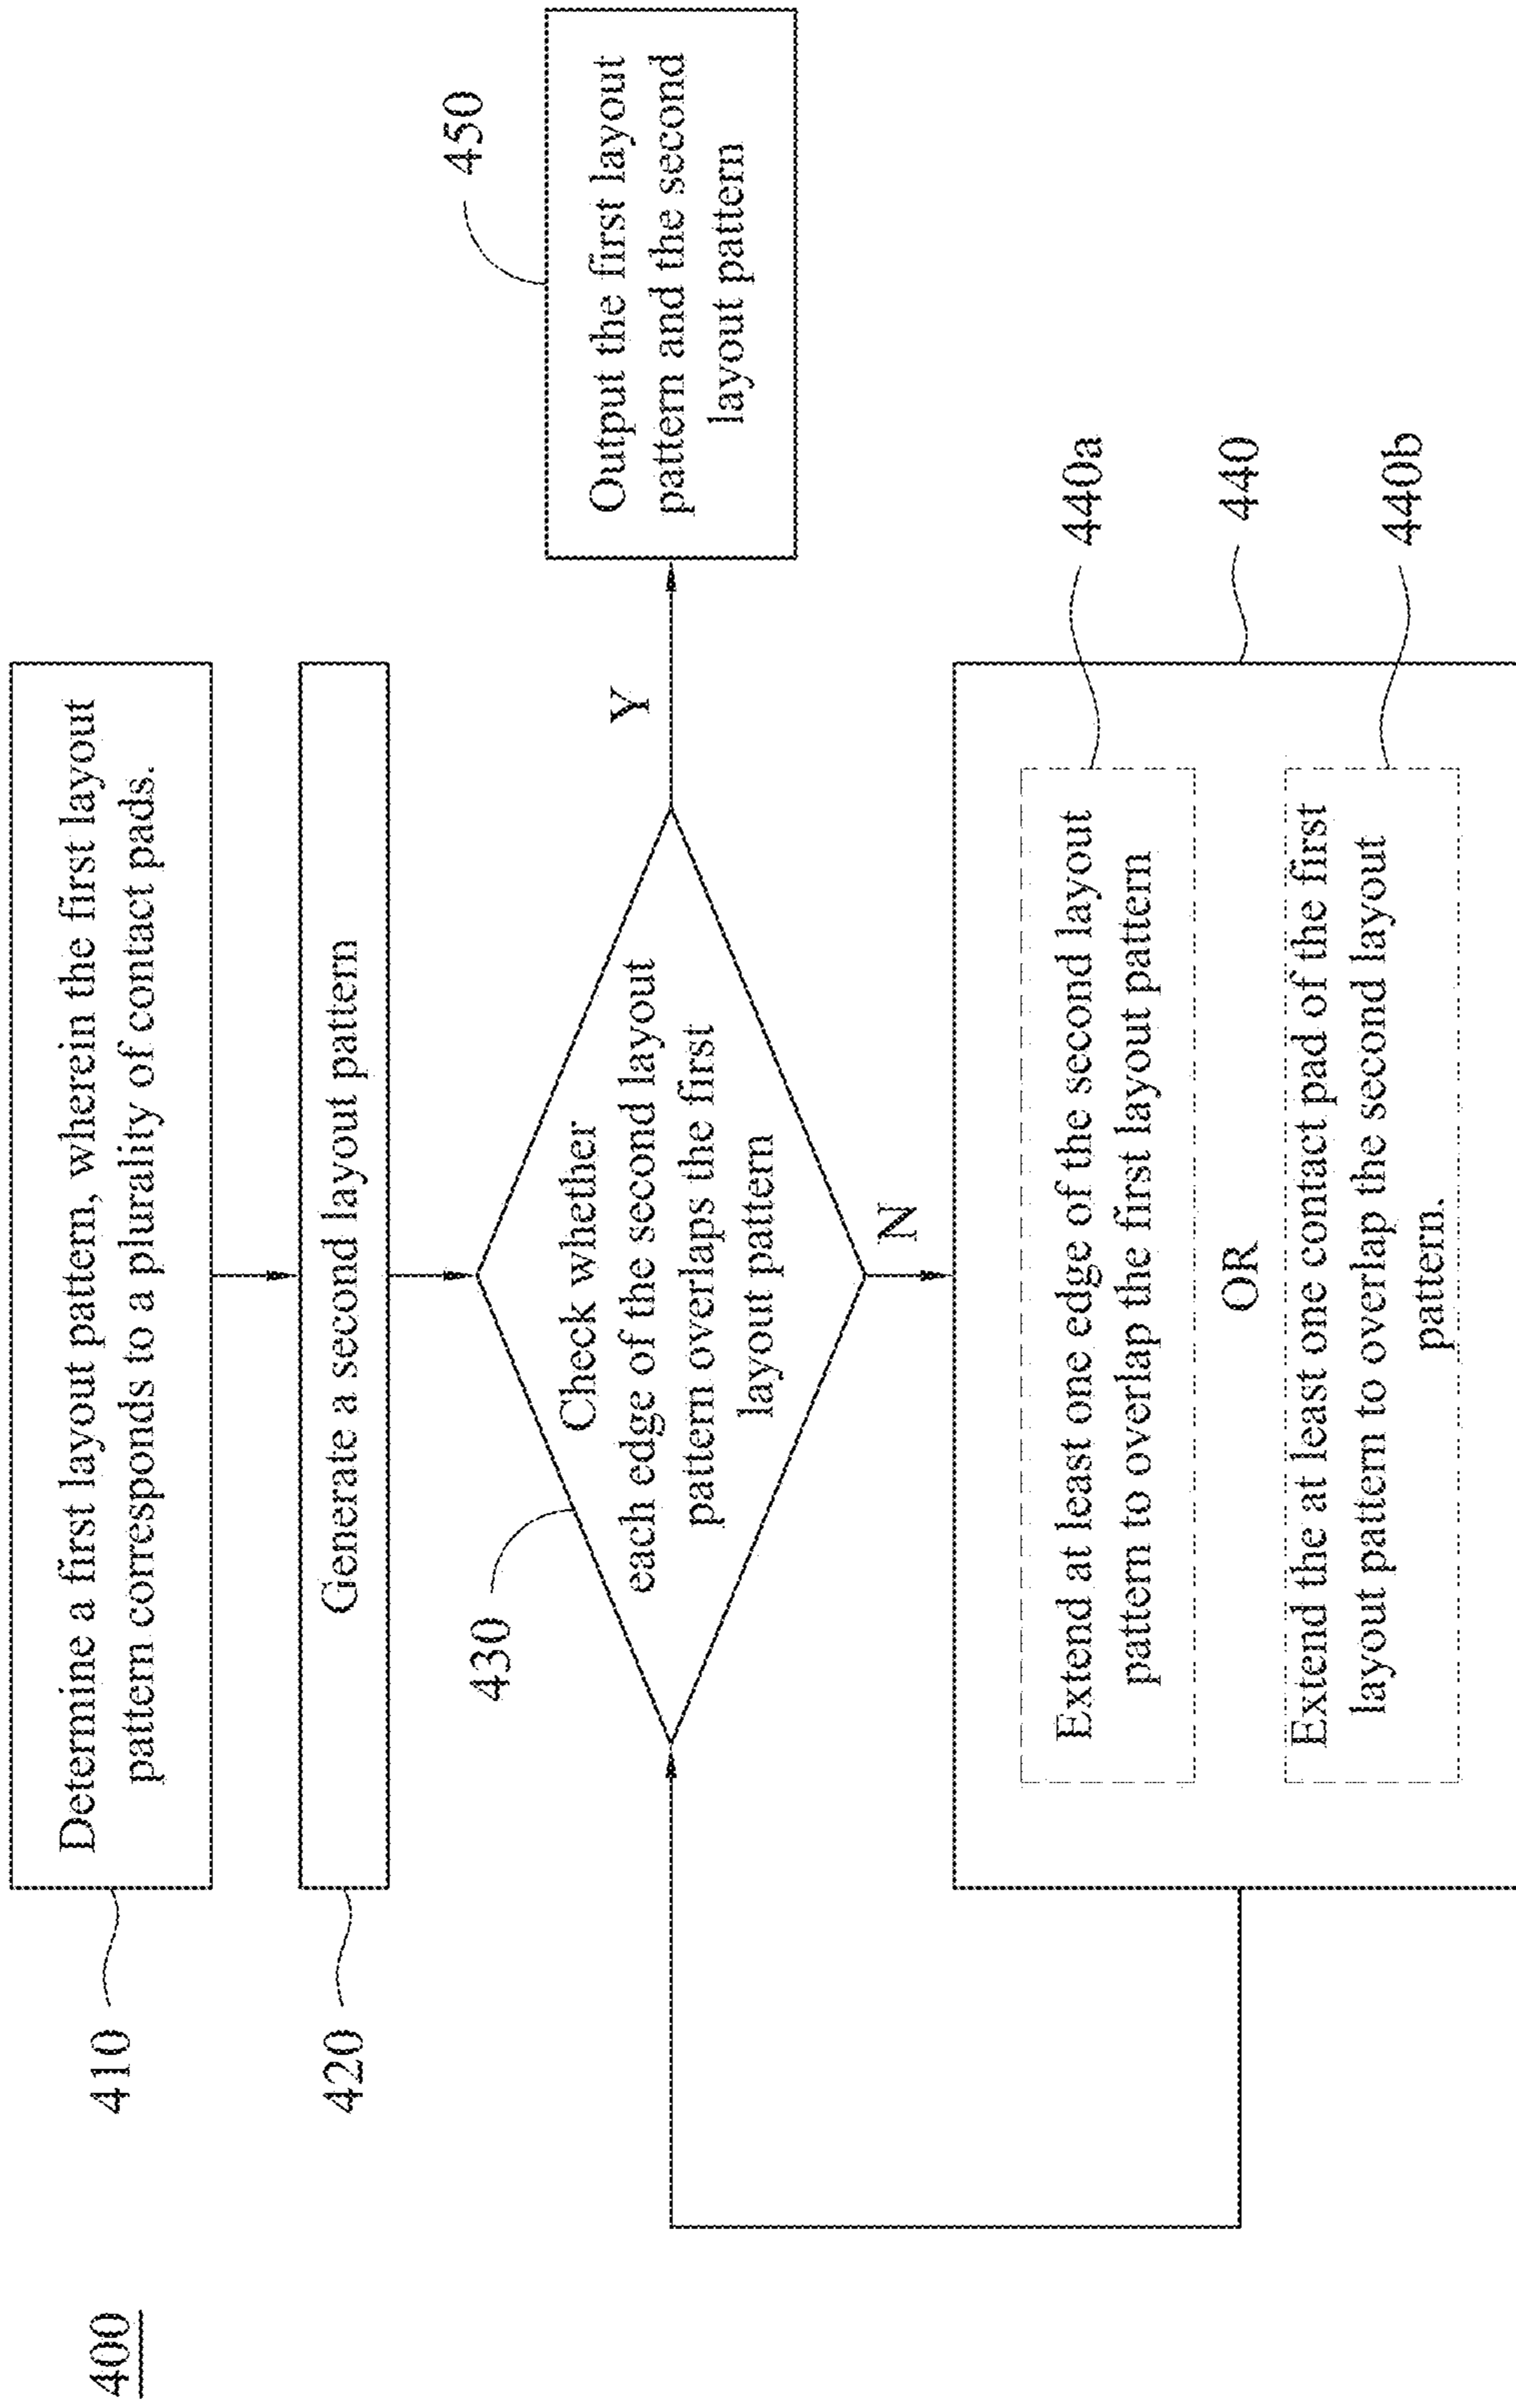 400
410
Determine a first layout pattern, wherein the first layout
pattern corresponds to a plurality of contact pads.
420
Generate a second layout pattern
430
Check whether
each edge of the second layout
pattern overlaps the first
layout pattern
Y
450
Output the first layout
pattern and the second
layout pattern
N
440a
Extend at least one edge of the second layout
pattern to overlap the first layout pattern
440
OR
440b
Extend the at least one contact pad of the first
layout pattern to overlap the second layout
pattern.